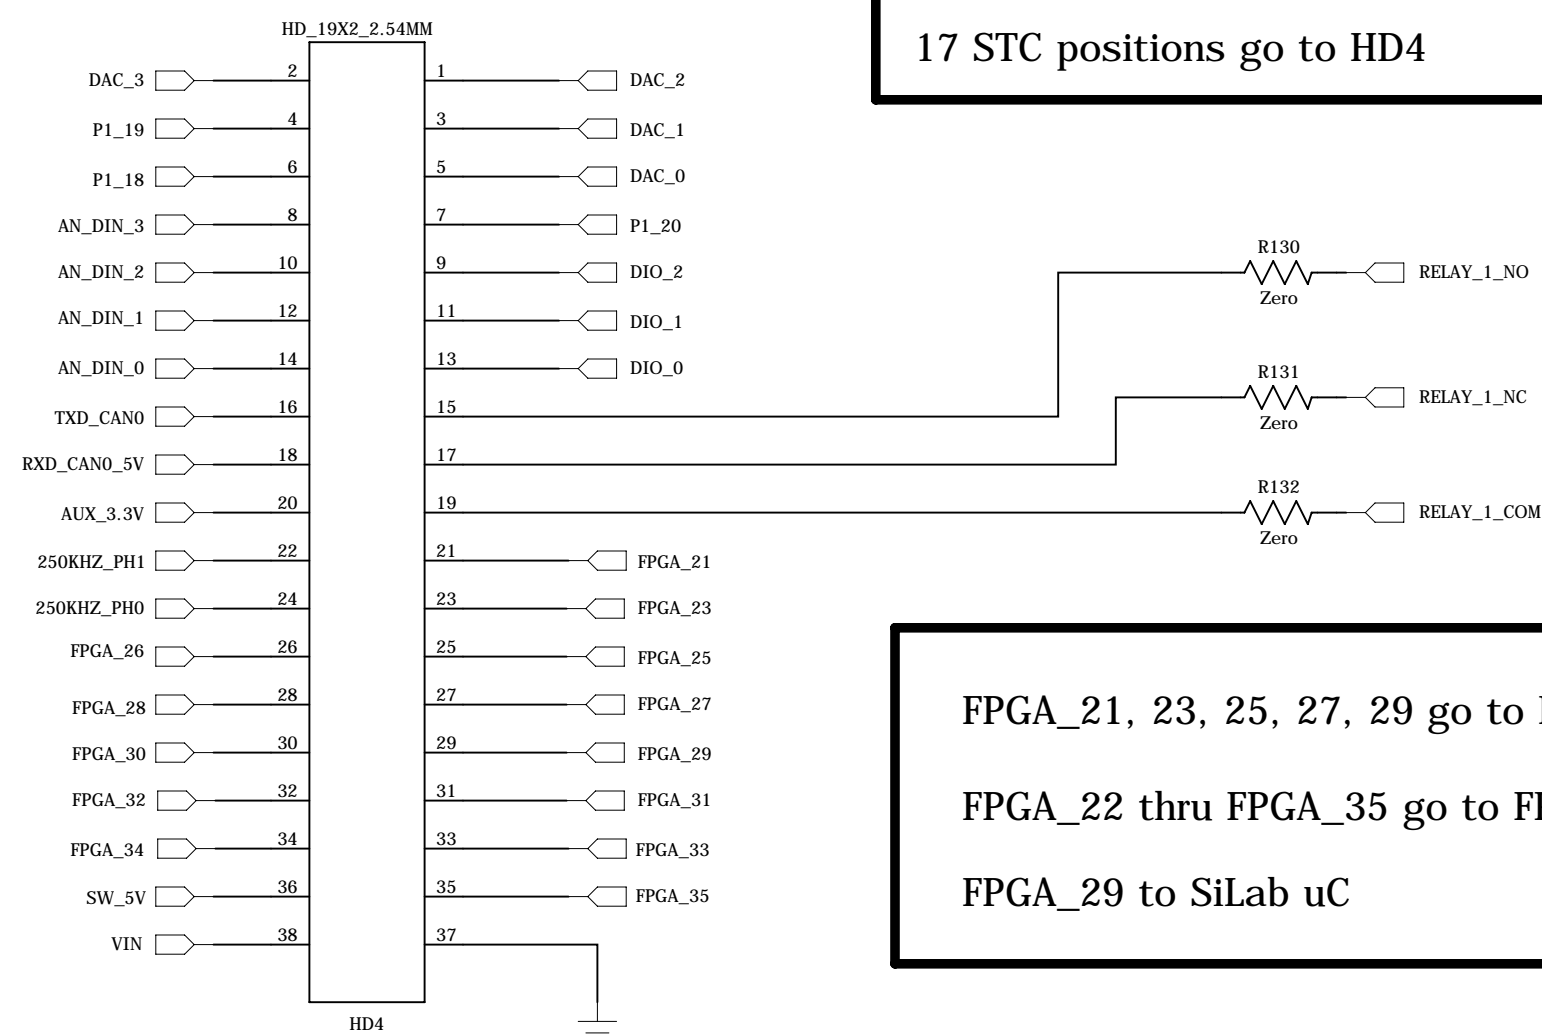 HD_19X2_2.54MM
17 STC positions go to HD4
DAC_3 2 1 DAC_2
P1_19 4 3 DAC_1
P1_18 6 5 DAC_0
AN_DIN_3 8 7 P1_20
AN_DIN_2 10 9 DIO_2
AN_DIN_1 12 11 DIO_1
AN_DIN_0 14 13 DIO_0
TXD_CAN0 16 15
RXD_CAN0_5V 18 17
AUX_3.3V 20 19
250KHZ_PH1 22 21 FPGA_21
250KHZ_PH0 24 23 FPGA_23
FPGA_26 26 25 FPGA_25
FPGA_28 28 27 FPGA_27
FPGA_30 30 29 FPGA_29
FPGA_32 32 31 FPGA_31
FPGA_34 34 33 FPGA_33
SW_5V 36 35 FPGA_35
VIN 38 37
HD4
R130
RELAY_1_NO
Zero
R131
RELAY_1_NC
Zero
R132
RELAY_1_COM
Zero
FPGA_21, 23, 25, 27, 29 go to
FPGA_22 thru FPGA_35 go to
FPGA_29 to SiLab uC